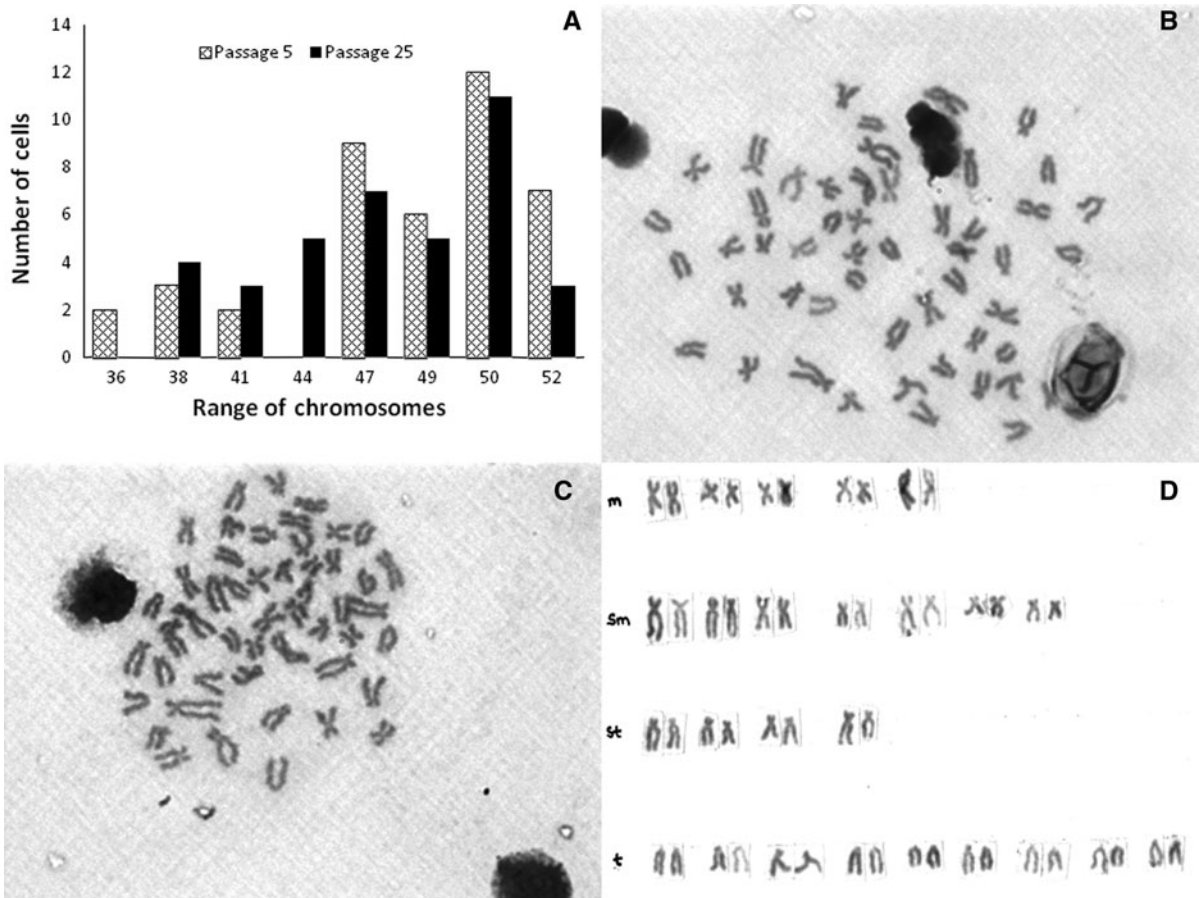 A
Passage 5 Passage 25
14
12
10
8
6
4
2
0
Number of cells
36 38 41 44 47 49 50 52
Range of chromosomes
B
C
D
m
sm
st
t